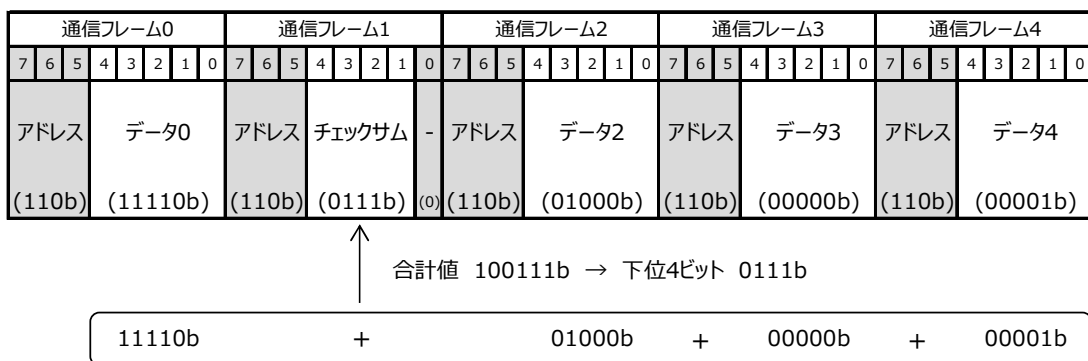 通信フレーム0 通信フレーム1 通信フレーム2 通信フレーム3 通信フレーム4
7 6 5 4 3 2 1 0 7 6 5 4 3 2 1 0 7 6 5 4 3 2 1 0 7 6 5 4 3 2 1 0 7 6 5 4 3 2 1 0
アドレス データ0 アドレス チェックサム - アドレス データ2 アドレス データ3 アドレス データ4
(110b) (11110b) (110b) (0111b) (0) (110b) (01000b) (110b) (00000b) (110b) (00001b)
合計値 100111b → 下位4ビット 0111b
11110b + 01000b + 00000b + 00001b